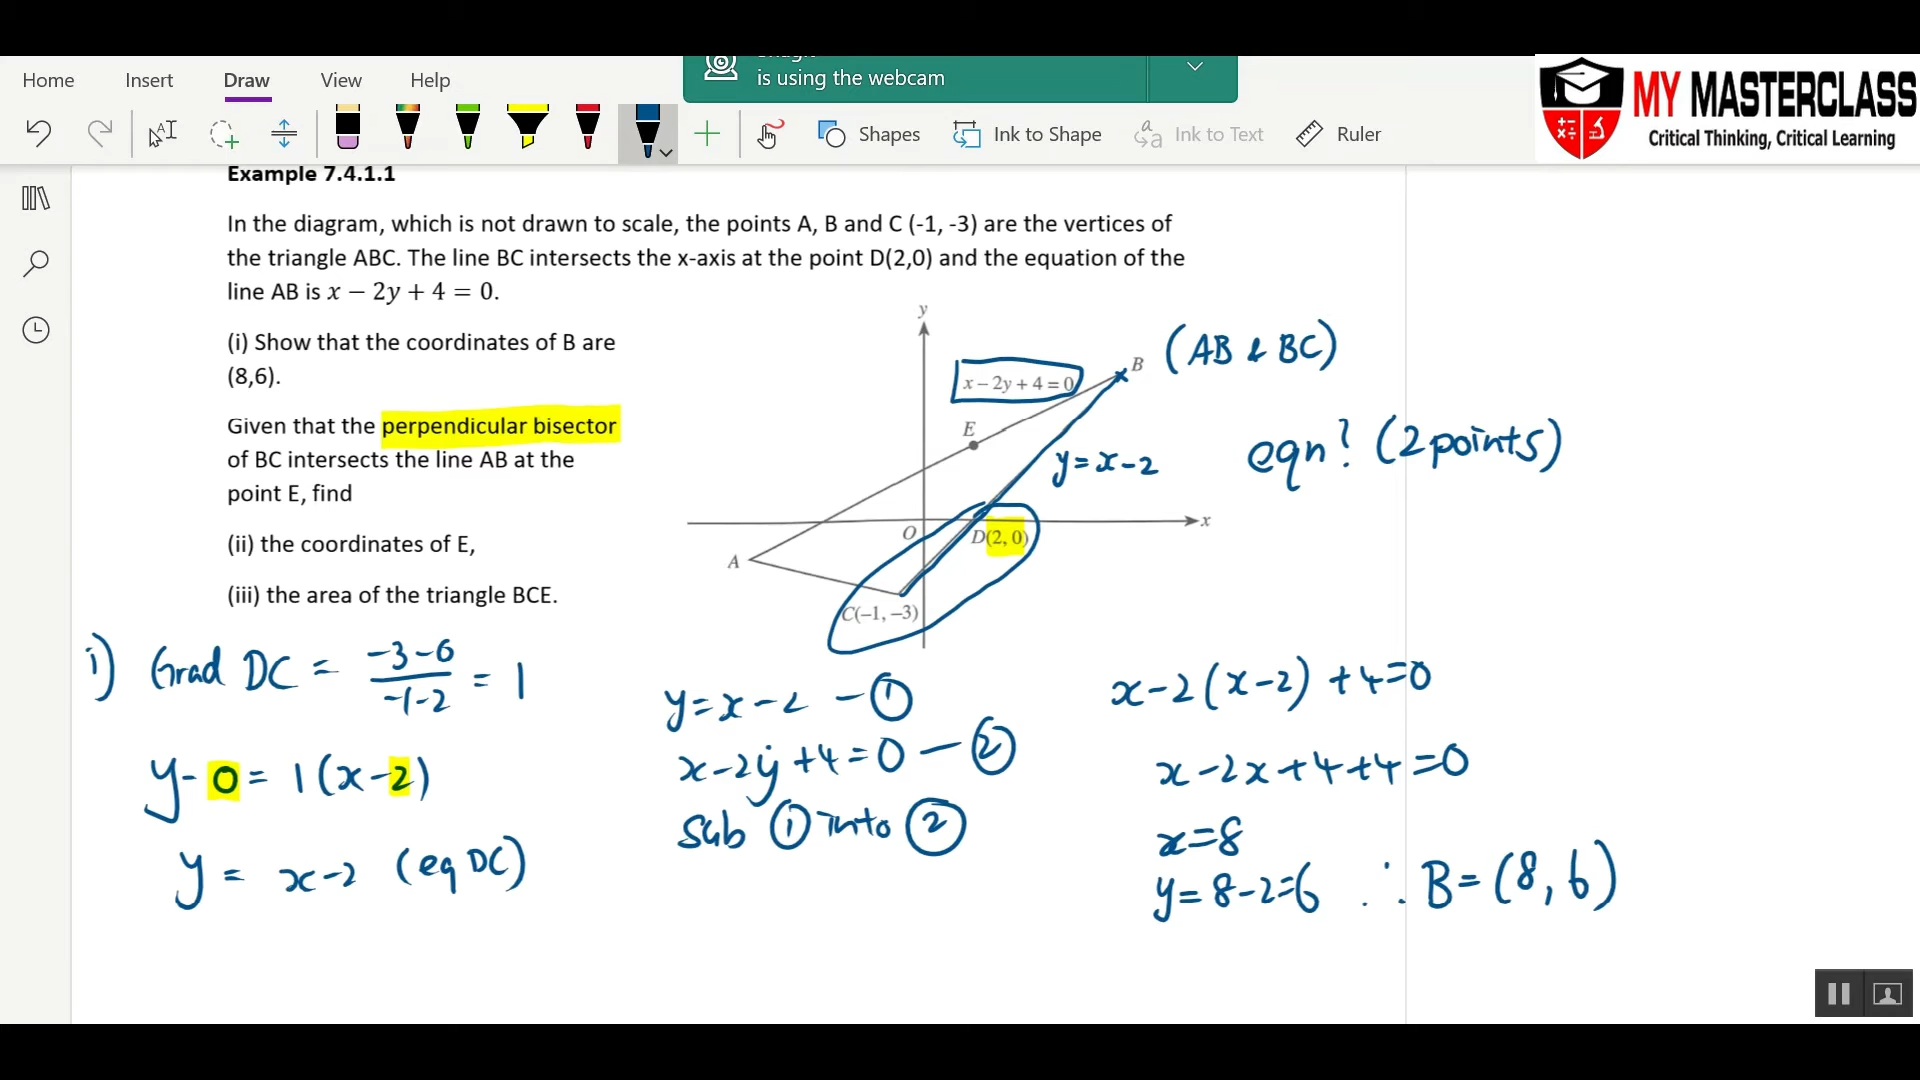 is using the webcam
Home Insert Draw View Help
MY MASTERCLASS
Critical Thinking, Critical Learning
Shapes Ink to Shape Ink to Text Ruler
Example 7.4.1.1
In the diagram, which is not drawn to scale, the points A, B and C (-1, -3) are the vertices of
the triangle ABC. The line BC intersects the x-axis at the point D(2,0) and the equation of the
line AB is x − 2y + 4 = 0.
(i) Show that the coordinates of B are
(8,6).
Given that the perpendicular bisector
of BC intersects the line AB at the
point E, find
(ii) the coordinates of E,
(iii) the area of the triangle BCE.
y
x − 2y + 4 = 0
B
(AB & BC)
E
y = x - 2
eqn? (2 points)
O
D(2, 0)
x
A
C(−1, −3)
i) Grad DC = -3-0 / -1-2 = 1
y - 0 = 1(x-2)
y = x-2 (eq DC)
y = x - 2 - ①
x - 2y + 4 = 0 - ②
Sub ① into ②
x - 2(x-2) + 4 = 0
x - 2x + 4 + 4 = 0
x = 8
y = 8 - 2 = 6 ∴ B = (8, 6)